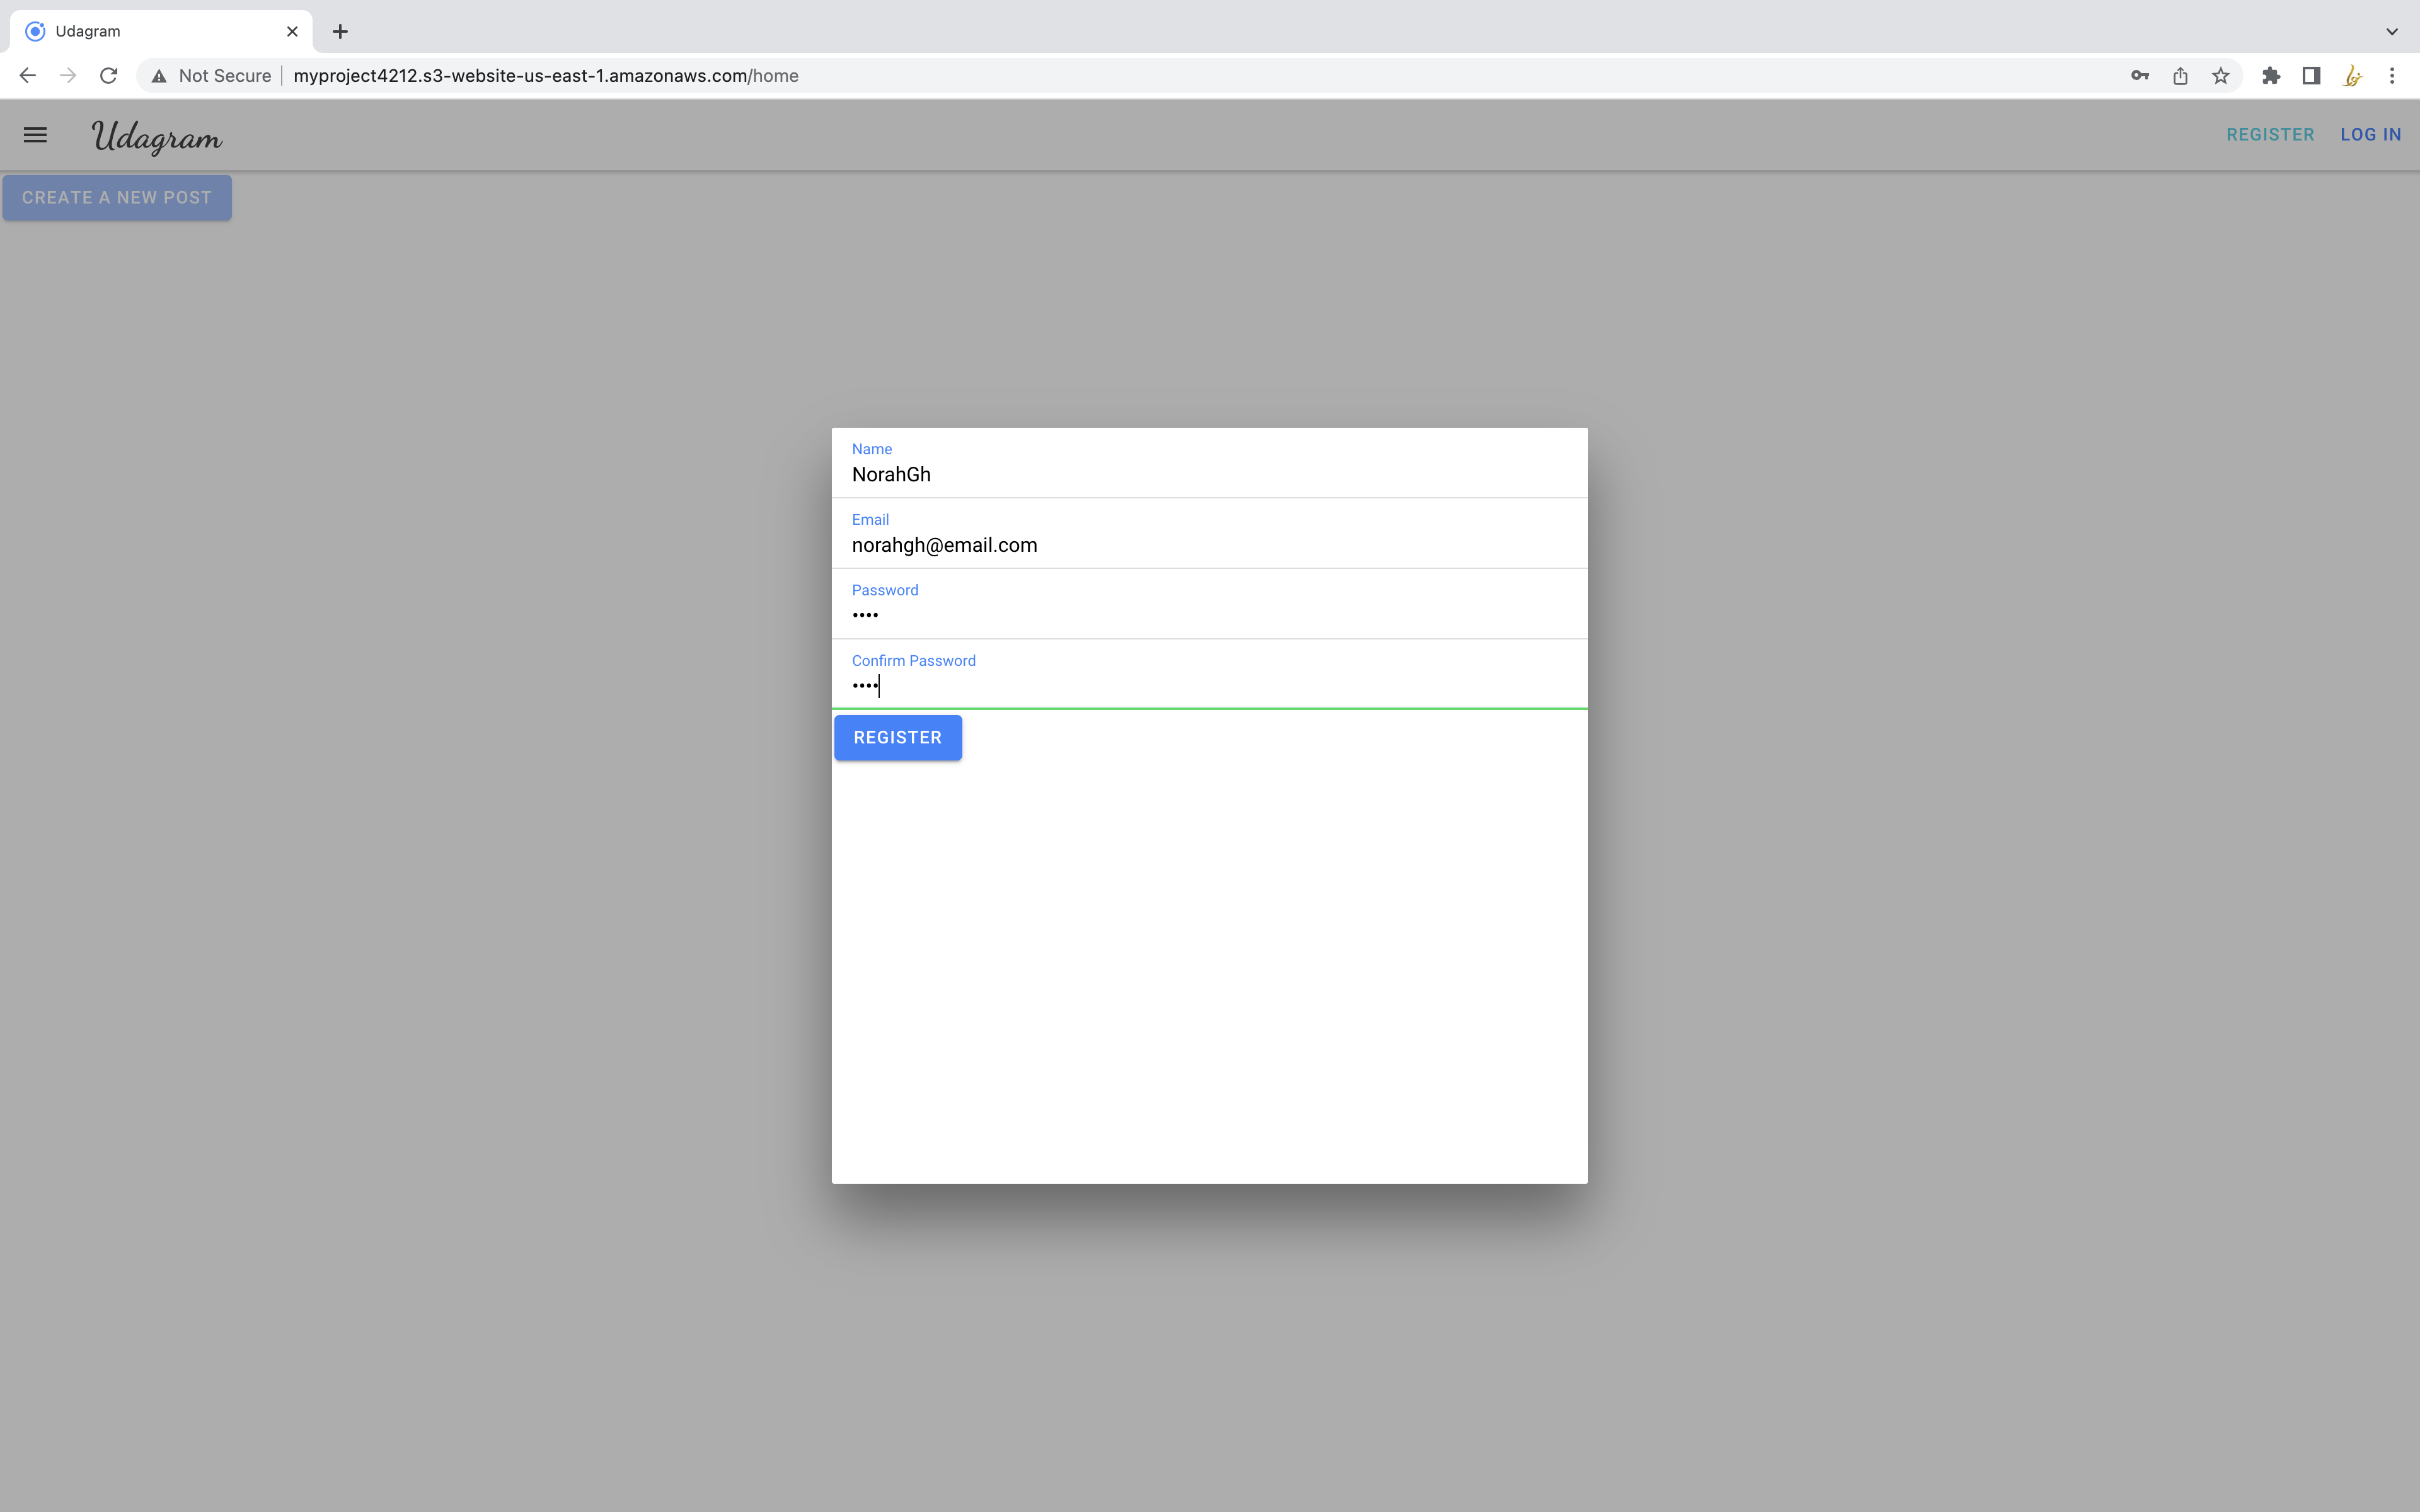 Udagram
Not Secure myproject4212.s3-website-us-east-1.amazonaws.com/home
Udagram
REGISTER LOG IN
CREATE A NEW POST
Name
NorahGh
Email
norahgh@email.com
Password
••••
Confirm Password
••••
REGISTER